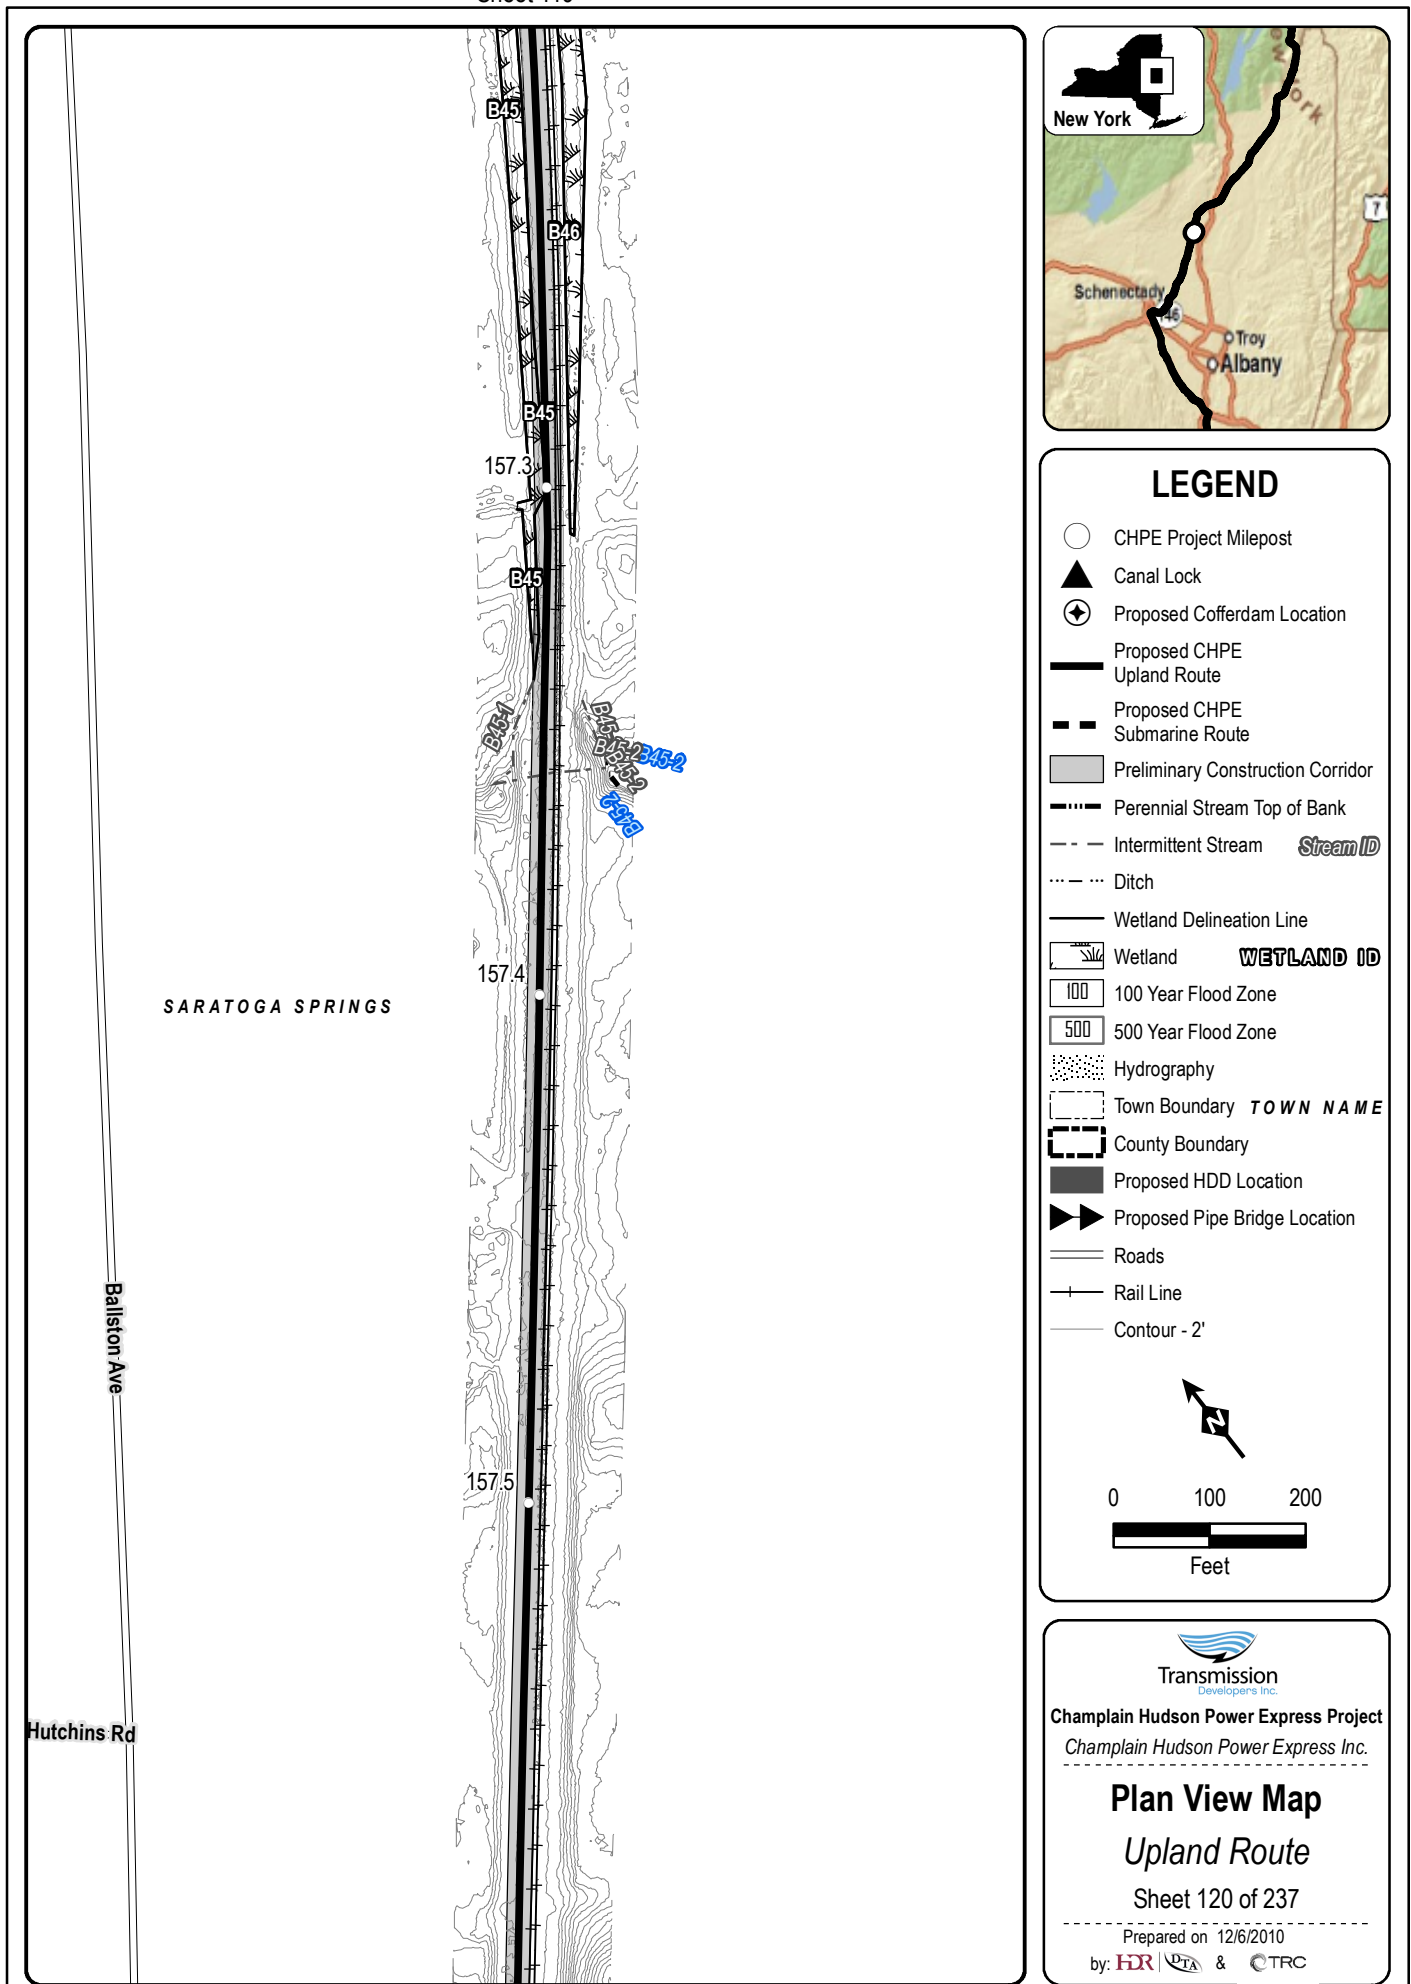 B45
B46
B45
157.3
B45
B45-1
B45-2
B45-2
B45-2
B45-2
157.4
SARATOGA SPRINGS
157.5
Ballston Ave
Hutchins Rd
New York
York
7
Schenectady
146
Troy
Albany
LEGEND
CHPE Project Milepost
Canal Lock
Proposed Cofferdam Location
Proposed CHPE
Upland Route
Proposed CHPE
Submarine Route
Preliminary Construction Corridor
Perennial Stream Top of Bank
Intermittent Stream Stream ID
Ditch
Wetland Delineation Line
Wetland WETLAND ID
100 100 Year Flood Zone
500 500 Year Flood Zone
Hydrography
Town Boundary TOWN NAME
County Boundary
Proposed HDD Location
Proposed Pipe Bridge Location
Roads
Rail Line
Contour - 2'
N
0 100 200
Feet
Transmission
Developers Inc.
Champlain Hudson Power Express Project
Champlain Hudson Power Express Inc.
Plan View Map
Upland Route
Sheet 120 of 237
Prepared on 12/6/2010
by: HDR DTA & TRC